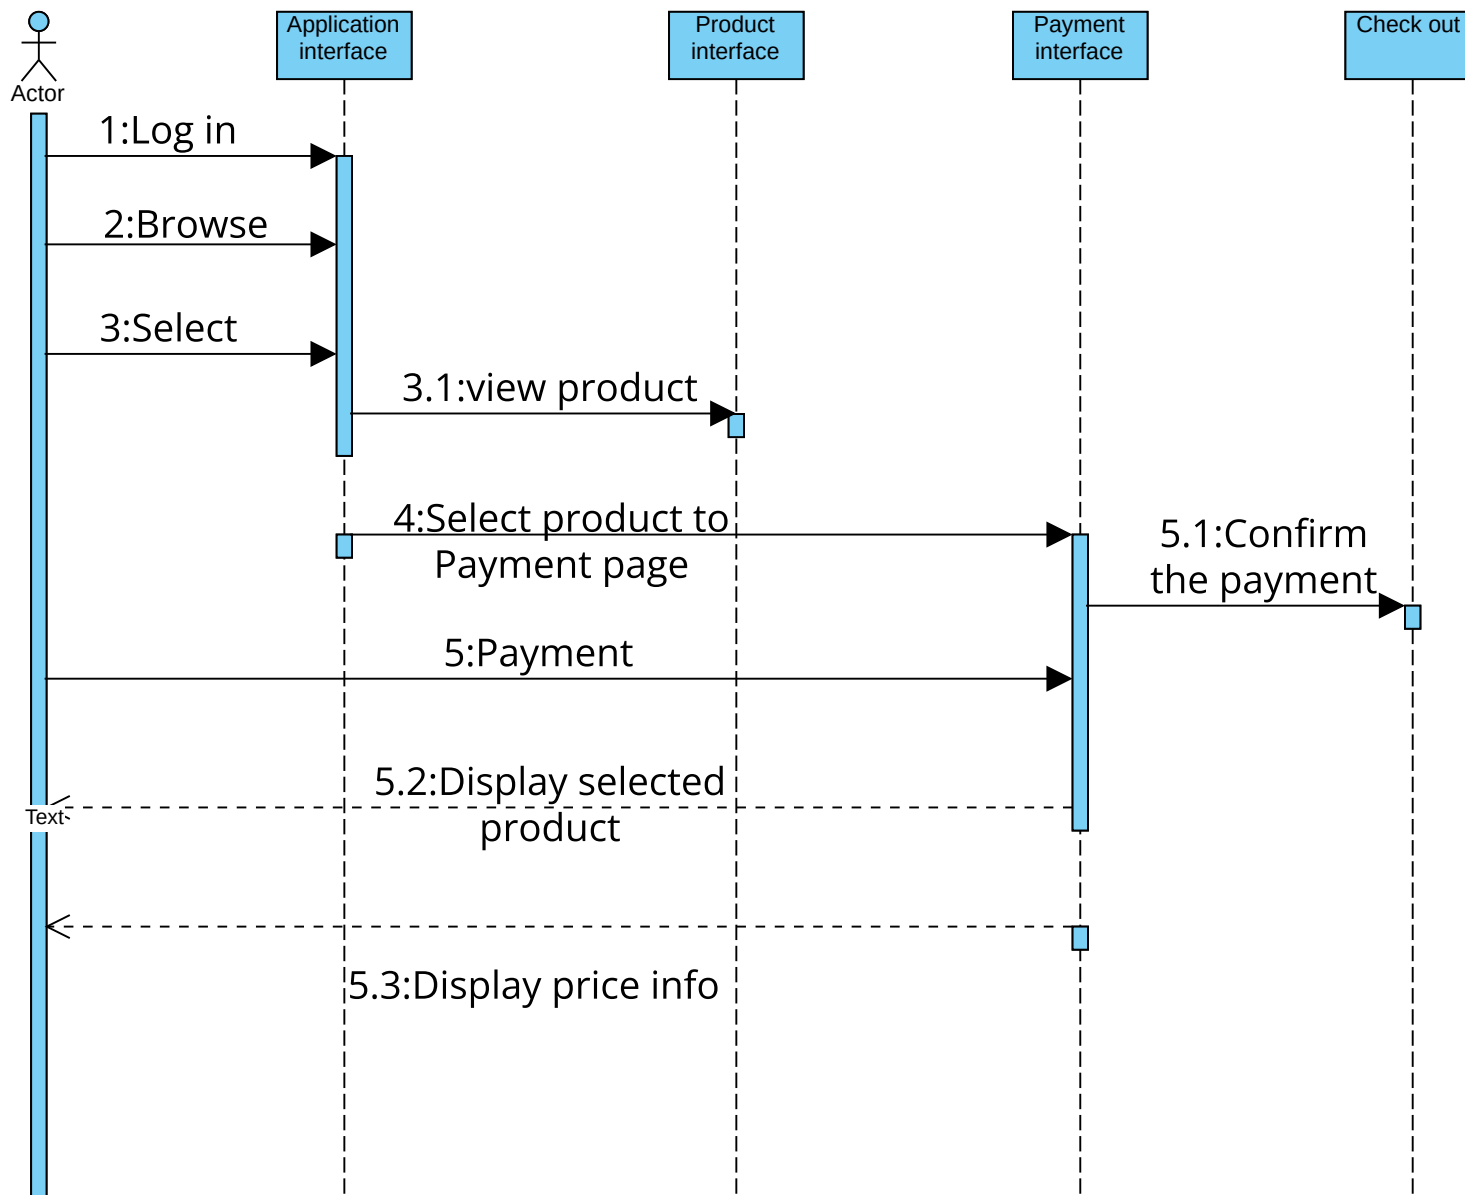 Actor
Application
interface
Product
interface
Payment
interface
Check out
1:Log in
2:Browse
3:Select
3.1:view product
4:Select product to
Payment page
5.1:Confirm
the payment
5:Payment
5.2:Display selected
product
Text
5.3:Display price info